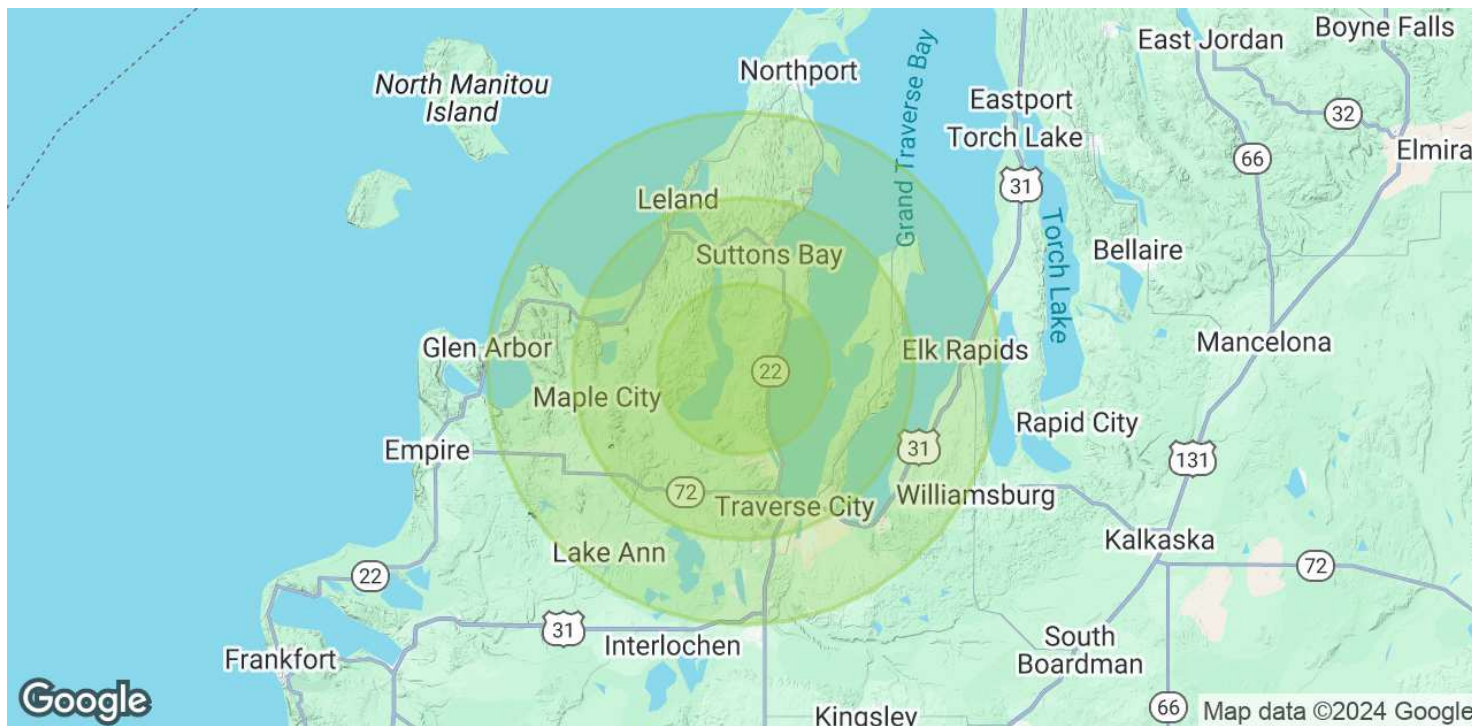 Boyne Falls
East Jordan
Northport
North Manitou
Island
Grand Traverse Bay
Eastport
Torch Lake
32
66
Elmira
31
Leland
Torch Lake
Suttons Bay
Bellaire
Glen Arbor
Elk Rapids
Mancelona
22
Maple City
Rapid City
Empire
31
131
72
Traverse City
Williamsburg
Lake Ann
Kalkaska
22
72
31
Interlochen
South
Boardman
Frankfort
Google
Kingsley
66
Map data ©2024 Google